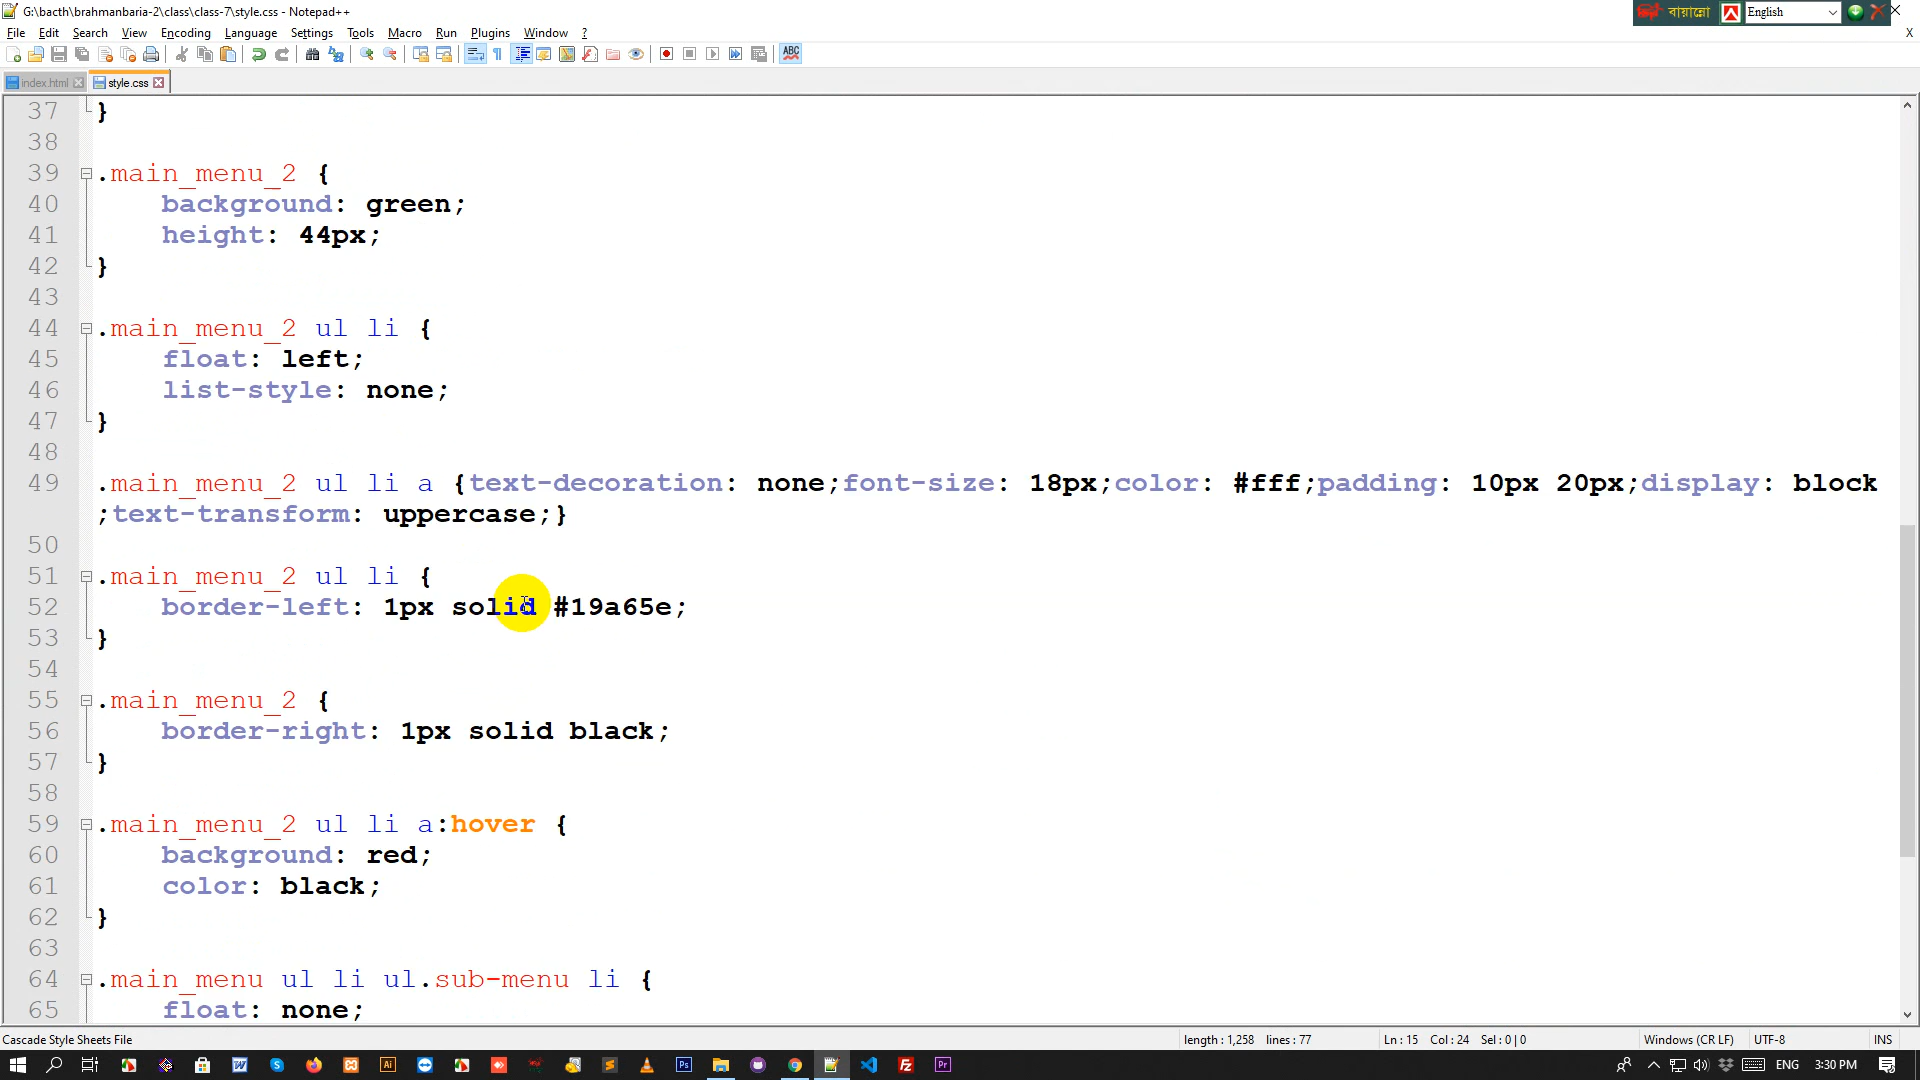 G:\bacth\brahmanbaria-2\class\class-7\style.css - Notepad++
বায়ান্নো English
File Edit Search View Encoding Language Settings Tools Macro Run Plugins Window ? X
ABC
index.html style.css
37 }
38
39 .main_menu_2 {
40 background: green;
41 height: 44px;
42 }
43
44 .main_menu_2 ul li {
45 float: left;
46 list-style: none;
47 }
48
49 .main_menu_2 ul li a {text-decoration: none;font-size: 18px;color: #fff;padding: 10px 20px;display: block
;text-transform: uppercase;}
50
51 .main_menu_2 ul li {
52 border-left: 1px solid #19a65e;
53 }
54
55 .main_menu_2 {
56 border-right: 1px solid black;
57 }
58
59 .main_menu_2 ul li a:hover {
60 background: red;
61 color: black;
62 }
63
64 .main_menu ul li ul.sub-menu li {
65 float: none;
Cascade Style Sheets File length : 1,258 lines : 77 Ln : 15 Col : 24 Sel : 0 | 0 Windows (CR LF) UTF-8 INS
ENG 3:30 PM